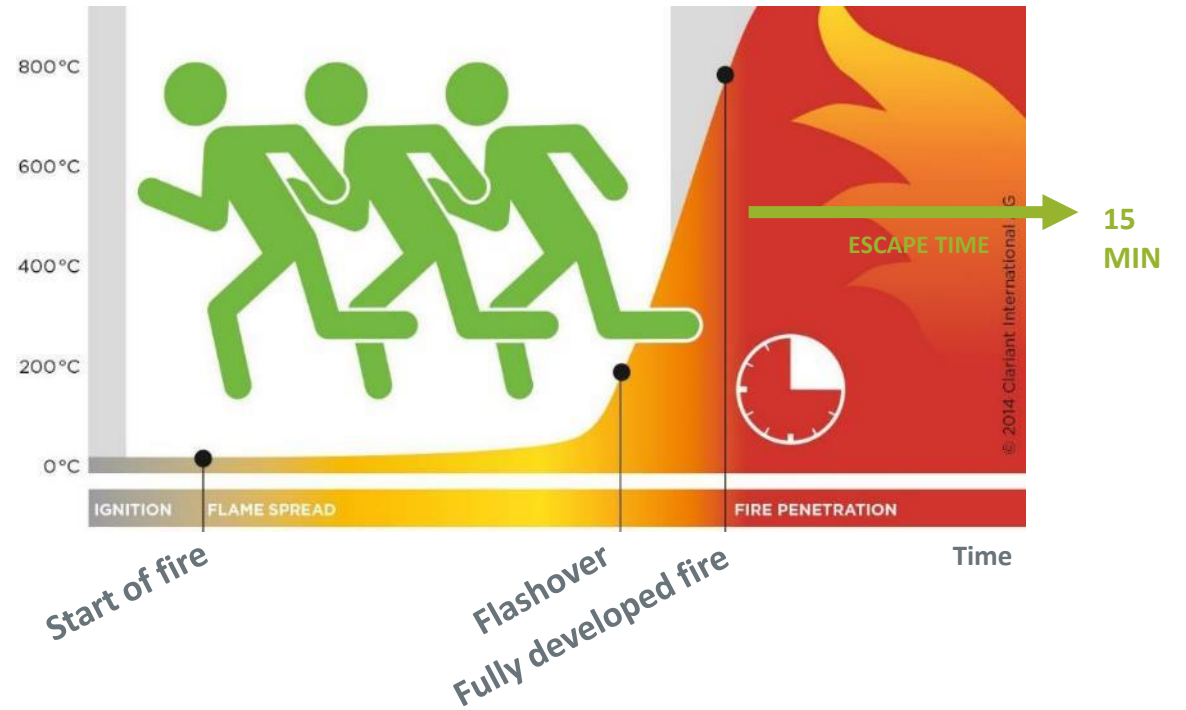 800°C
600°C
400°C
200°C
0°C
ESCAPE TIME
15
MIN
IGNITION
FLAME SPREAD
FIRE PENETRATION
Start of fire
Flashover
Fully developed fire
Time